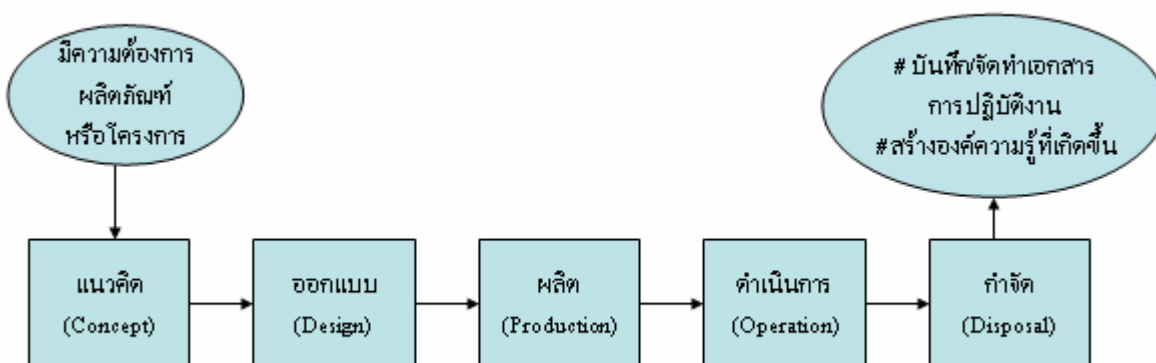 มีความต้องการ
ผลิตภัณฑ์
หรือโครงการ
# บันทึก/จัดทำเอกสาร
การปฏิบัติงาน
#สร้างองค์ความรู้ที่เกิดขึ้น
แนวคิด
(Concept)
ออกแบบ
(Design)
ผลิต
(Production)
ดำเนินการ
(Operation)
กำจัด
(Disposal)